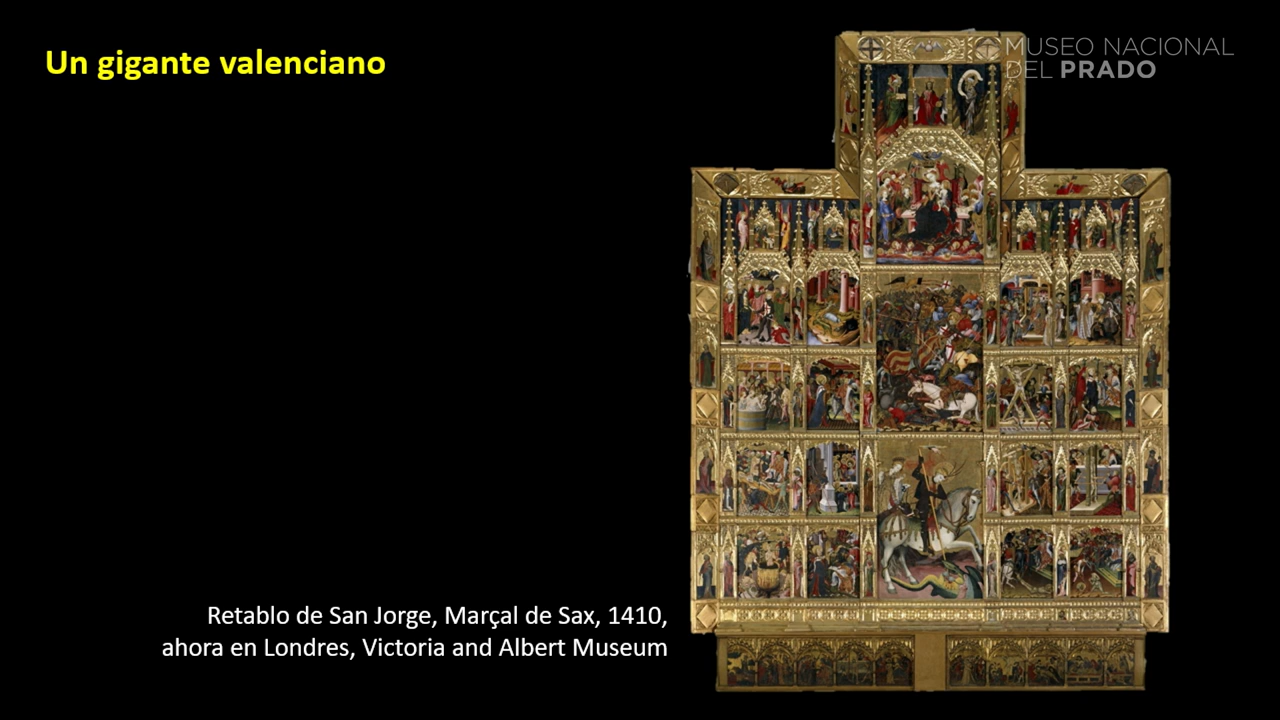 Un gigante valenciano
MUSEO NACIONAL
DEL PRADO
Retablo de San Jorge, Marçal de Sax, 1410,
ahora en Londres, Victoria and Albert Museum